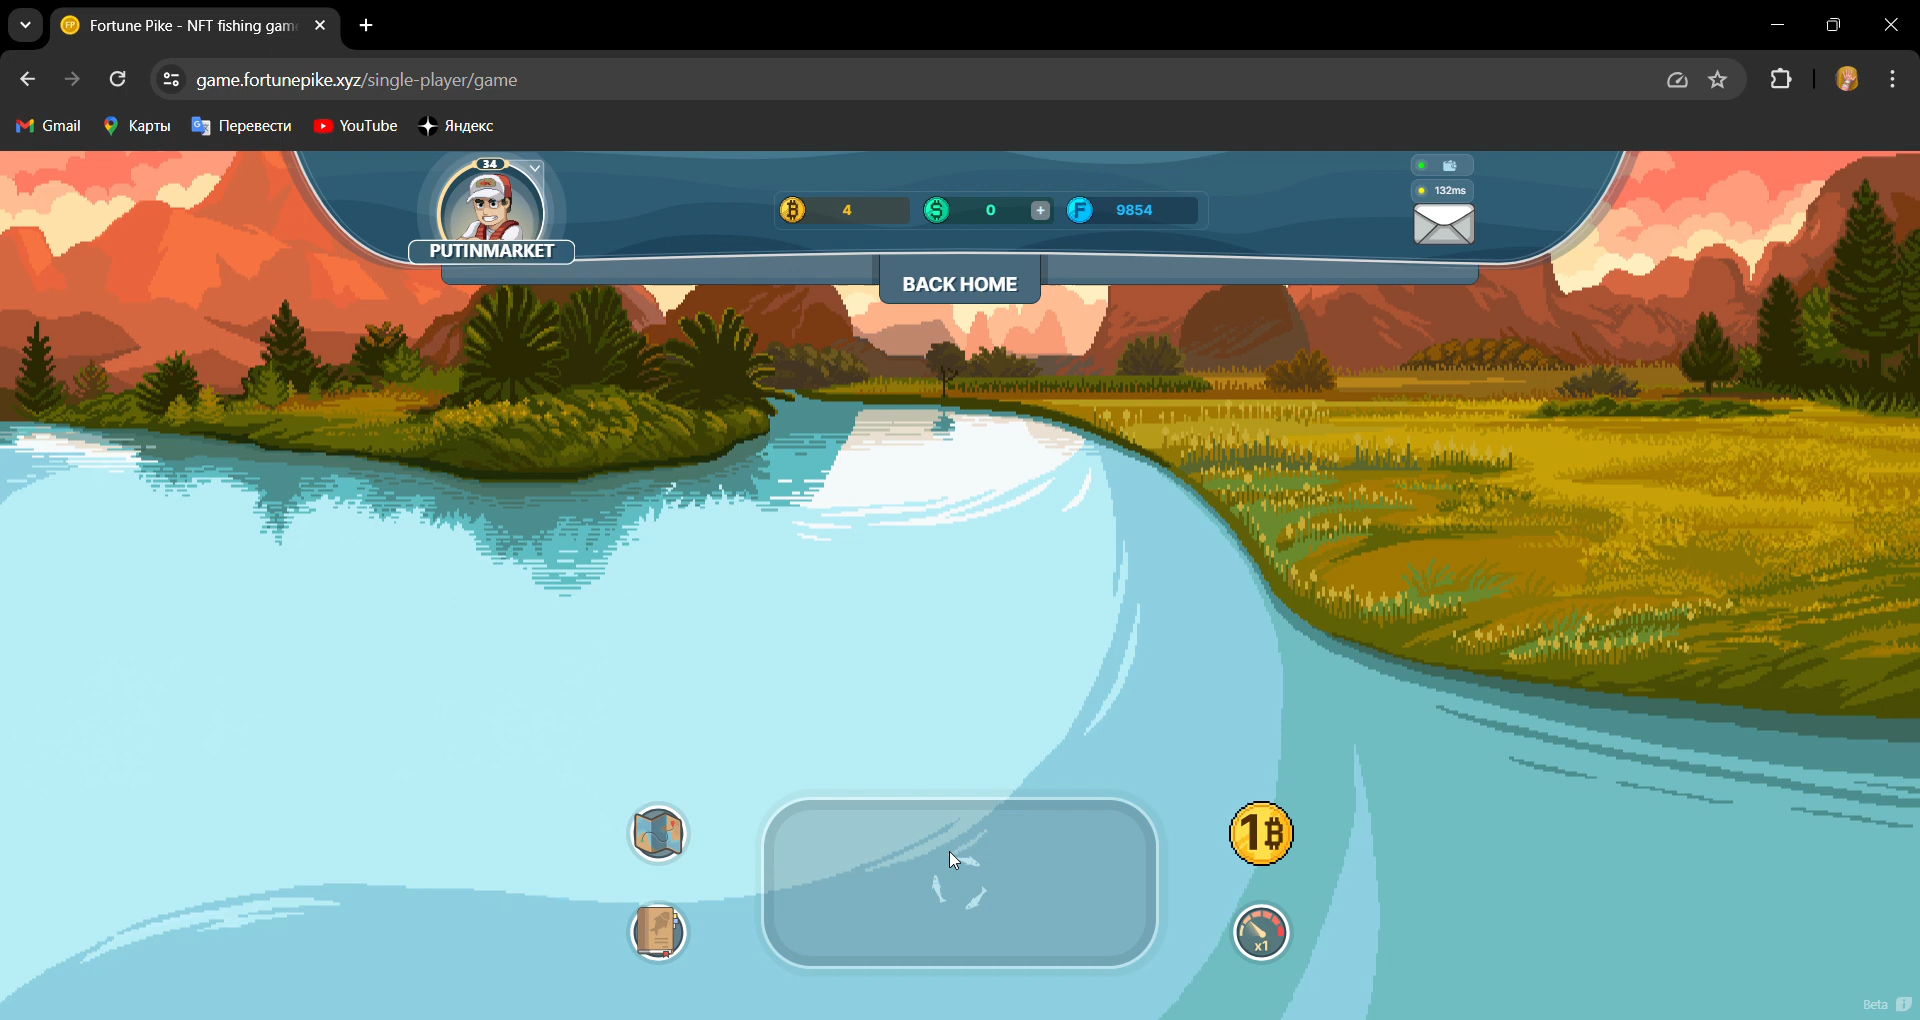 FP Fortune Pike - NFT fishing gam
game.fortunepike.xyz/single-player/game
Gmail Карты Перевести YouTube Яндекс
34
132ms
4 0 + F 9854
PUTINMARKET
BACK HOME
1₿
x1
Beta i